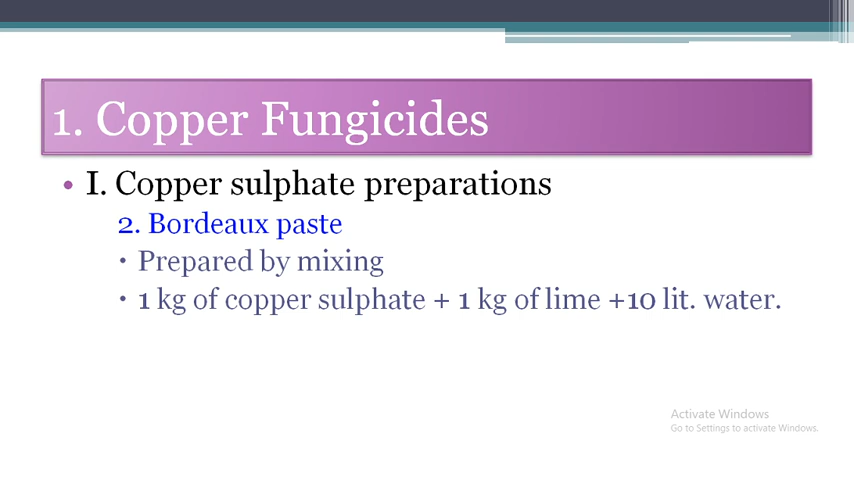 1. Copper Fungicides
• I. Copper sulphate preparations
2. Bordeaux paste
▪ Prepared by mixing
▪ 1 kg of copper sulphate + 1 kg of lime +10 lit. water.
Activate Windows
Go to Settings to activate Windows.